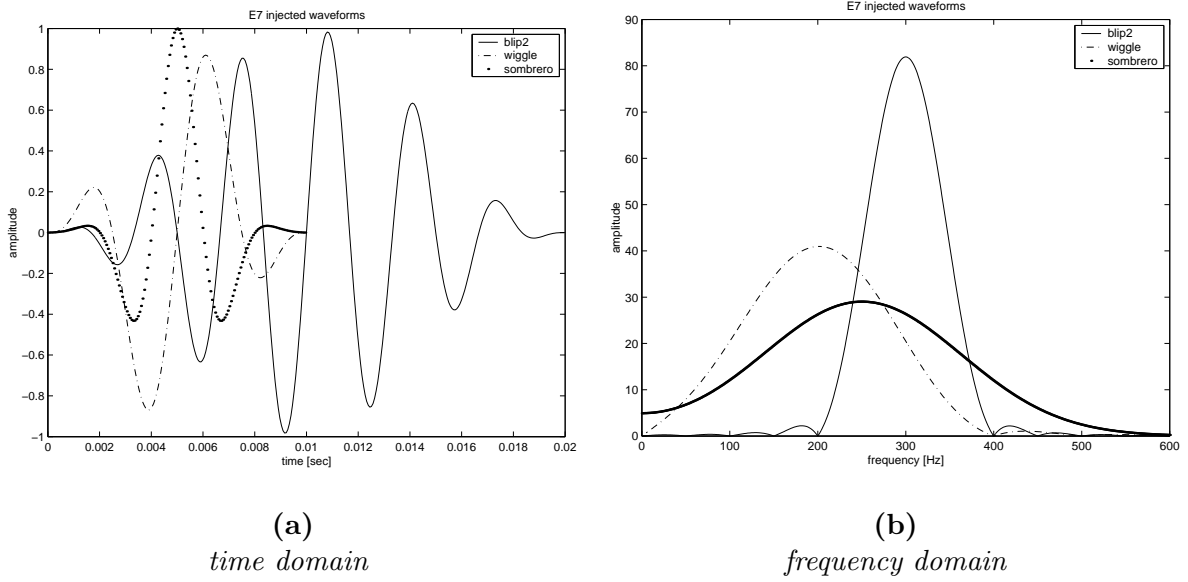 E7 injected waveforms
blip2
wiggle
sombrero
1
0.8
0.6
0.4
0.2
0
−0.2
−0.4
−0.6
−0.8
−1
amplitude
0 0.002 0.004 0.006 0.008 0.01 0.012 0.014 0.016 0.018 0.02
time [sec]
(a)
time domain
E7 injected waveforms
blip2
wiggle
sombrero
90
80
70
60
50
40
30
20
10
0
amplitude
0 100 200 300 400 500 600
frequency [Hz]
(b)
frequency domain